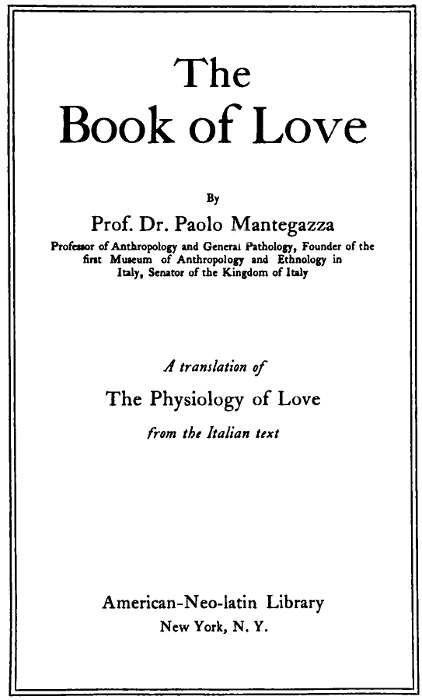 The
Book of Love
By
Prof. Dr. Paolo Mantegazza
Professor of Anthropology and General Pathology, Founder of the
first Museum of Anthropology and Ethnology in
Italy, Senator of the Kingdom of Italy
A translation of
The Physiology of Love
from the Italian text
American-Neo-latin Library
New York, N. Y.